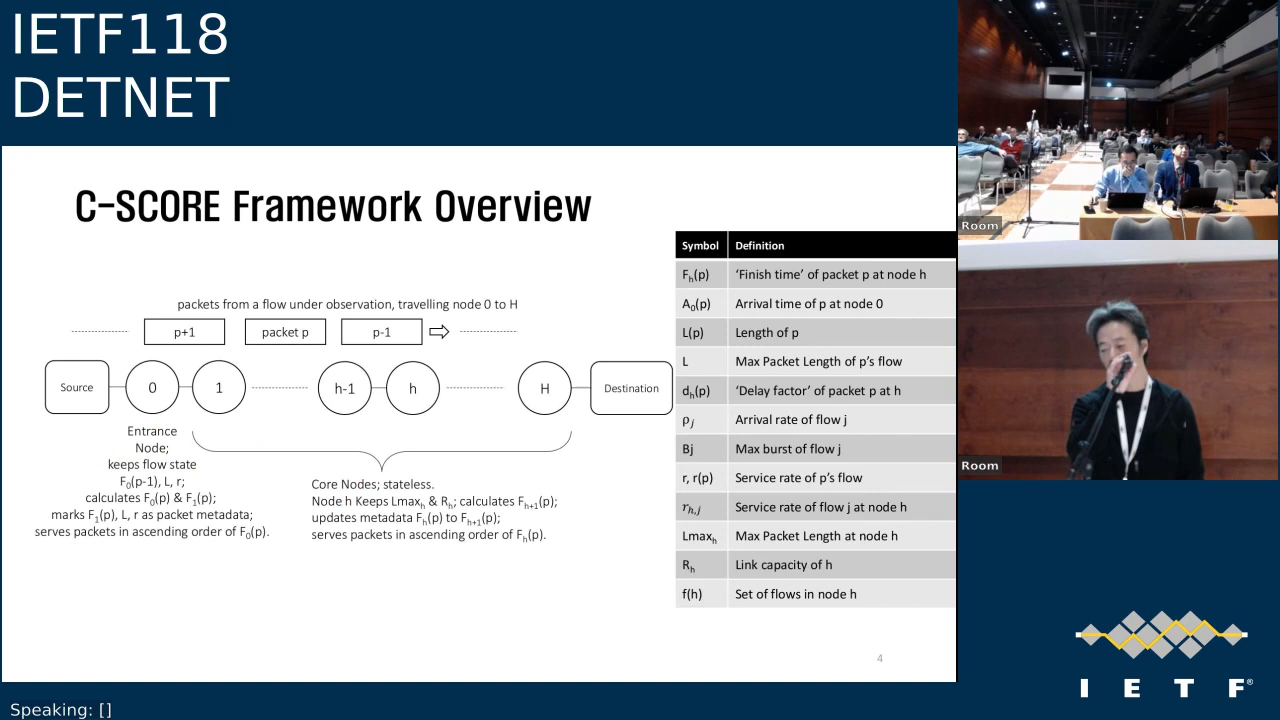 IETF118
DETNET
C-SCORE Framework Overview
packets from a flow under observation, travelling node 0 to H
p+1
packet p
p-1
Source
0
1
h-1
h
H
Destination
Entrance
Node;
keeps flow state
F₀(p-1), L, r;
calculates F₀(p) & F₁(p);
marks F₁(p), L, r as packet metadata;
serves packets in ascending order of F₀(p).
Core Nodes; stateless.
Node h Keeps Lmaxₕ & Rₕ; calculates Fₕ₊₁(p);
updates metadata Fₕ(p) to Fₕ₊₁(p);
serves packets in ascending order of Fₕ(p).
Symbol Definition
Fₕ(p) ‘Finish time’ of packet p at node h
A₀(p) Arrival time of p at node 0
L(p) Length of p
L Max Packet Length of p’s flow
dₕ(p) ‘Delay factor’ of packet p at h
ρⱼ Arrival rate of flow j
Bj Max burst of flow j
r, r(p) Service rate of p’s flow
rₕ,ⱼ Service rate of flow j at node h
Lmaxₕ Max Packet Length at node h
Rₕ Link capacity of h
f(h) Set of flows in node h
4
Room
Room
I E T F®
Speaking: []